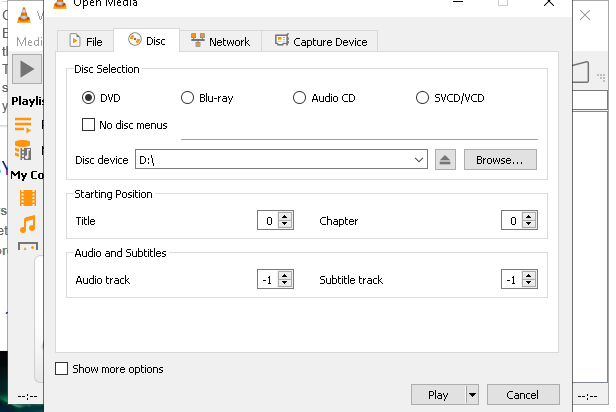 Open Media
Medi
File
Disc
Network
Capture Device
Disc Selection
DVD
Blu-ray
Audio CD
SVCD/VCD
No disc menus
Playlis
Disc device
D:\
Browse...
My Co
Starting Position
Title
0
Chapter
0
Audio and Subtitles
Audio track
-1
Subtitle track
-1
Show more options
--:--
Play
Cancel
--:--